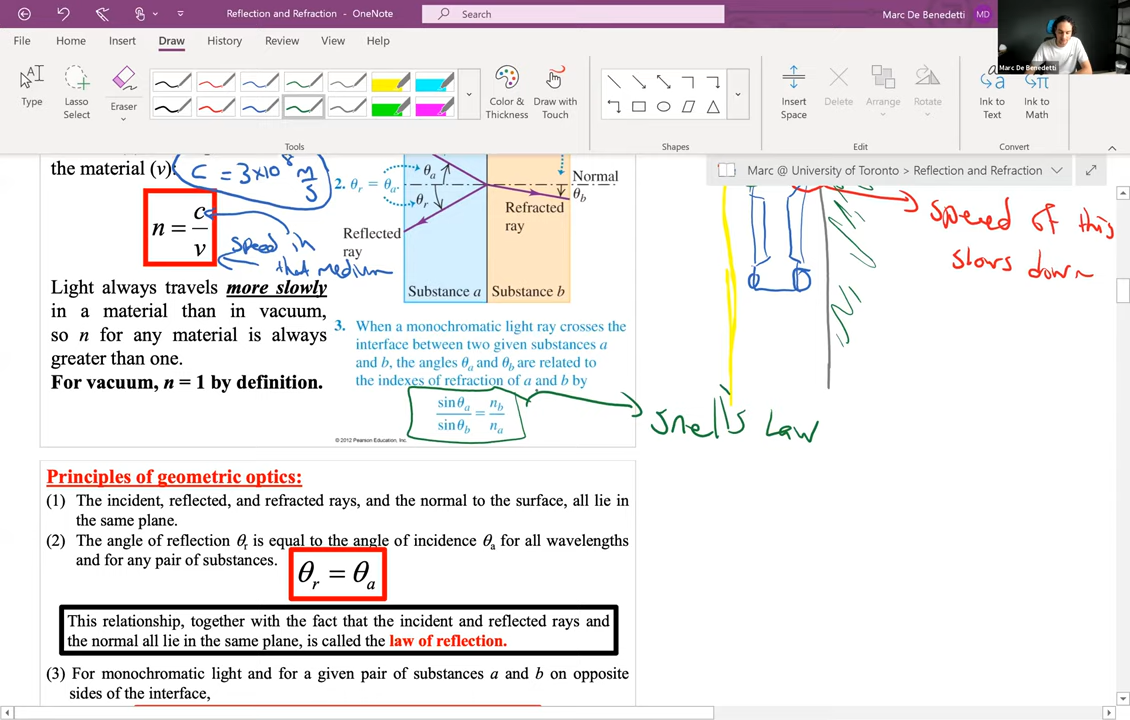 Reflection and Refraction - OneNote
Search
Marc De Benedetti
MD
File
Home
Insert
Draw
History
Review
View
Help
Marc De Benedetti
Type
Lasso
Select
Eraser
Color &
Thickness
Draw with
Touch
Insert
Space
Delete
Arrange
Rotate
Ink to
Text
Ink to
Math
Tools
Shapes
Edit
Convert
Marc @ University of Toronto > Reflection and Refraction
the material (v):
C = 3×10⁸ m/s
n = c/v
speed in
that medium
Light always travels more slowly
in a material than in vacuum,
so n for any material is always
greater than one.
For vacuum, n = 1 by definition.
2. θr = θa.
θa
θr
Normal
θb
Refracted
ray
Reflected
ray
Substance a
Substance b
3. When a monochromatic light ray crosses the
interface between two given substances a
and b, the angles θa and θb are related to
the indexes of refraction of a and b by
sinθa / sinθb = nb / na
© 2012 Pearson Education, Inc.
Snell's Law
speed of this
slows down
Principles of geometric optics:
(1) The incident, reflected, and refracted rays, and the normal to the surface, all lie in
the same plane.
(2) The angle of reflection θr is equal to the angle of incidence θa for all wavelengths
and for any pair of substances.
θr = θa
This relationship, together with the fact that the incident and reflected rays and
the normal all lie in the same plane, is called the law of reflection.
(3) For monochromatic light and for a given pair of substances a and b on opposite
sides of the interface,